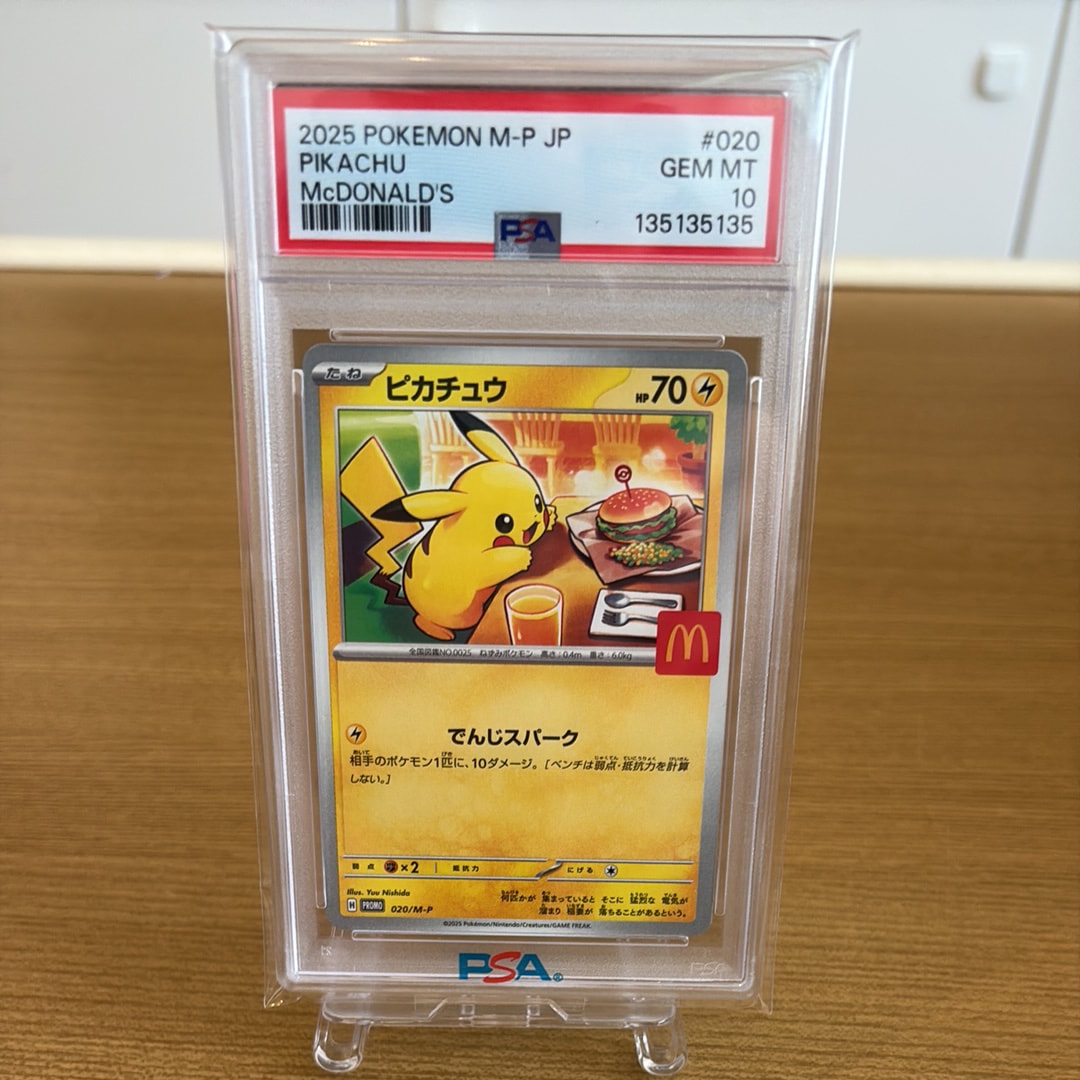 2025 POKEMON M-P JP
#020
PIKACHU
GEM MT
McDONALD'S
10
135135135
PSA
たね
ピカチュウ
HP70
全国図鑑NO.0025 ねずみポケモン 高さ:0.4m 重さ:6.0kg
でんじスパーク
相手のポケモン1匹に、10ダメージ。[ベンチは弱点・抵抗力を計算
しない。]
弱点 ×2 抵抗力 にげる
Illus. Yuu Nishida
H PROMO 020/M-P
何匹かが 集まっていると そこに 猛烈な 電気が
溜まり 稲妻が 落ちることがあるという。
©2025 Pokémon/Nintendo/Creatures/GAME FREAK.
PSA®
PSA